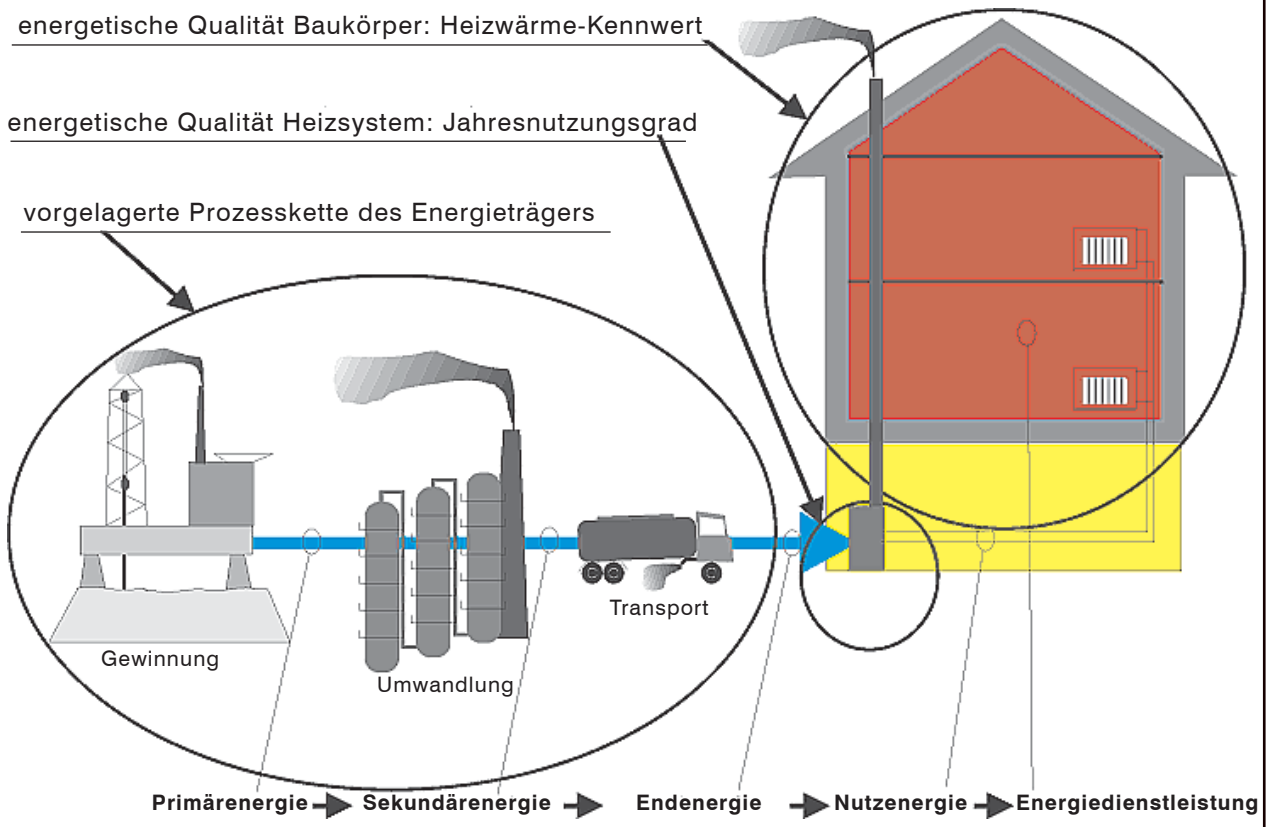 energetische Qualität Baukörper: Heizwärme-Kennwert
energetische Qualität Heizsystem: Jahresnutzungsgrad
vorgelagerte Prozesskette des Energieträgers
Transport
Gewinnung
Umwandlung
Primärenergie Sekundärenergie Endenergie Nutzenergie Energiedienstleistung